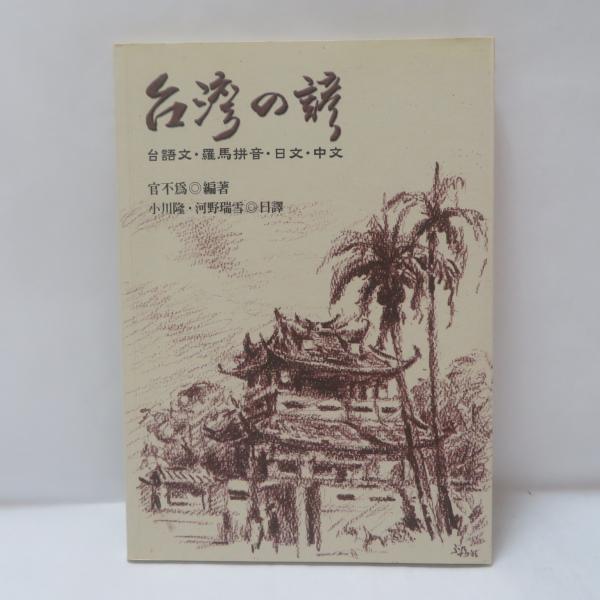 台湾の諺
台語文・羅馬拼音・日文・中文
官不為◎編著
小川隆・河野瑞雪◎日譯